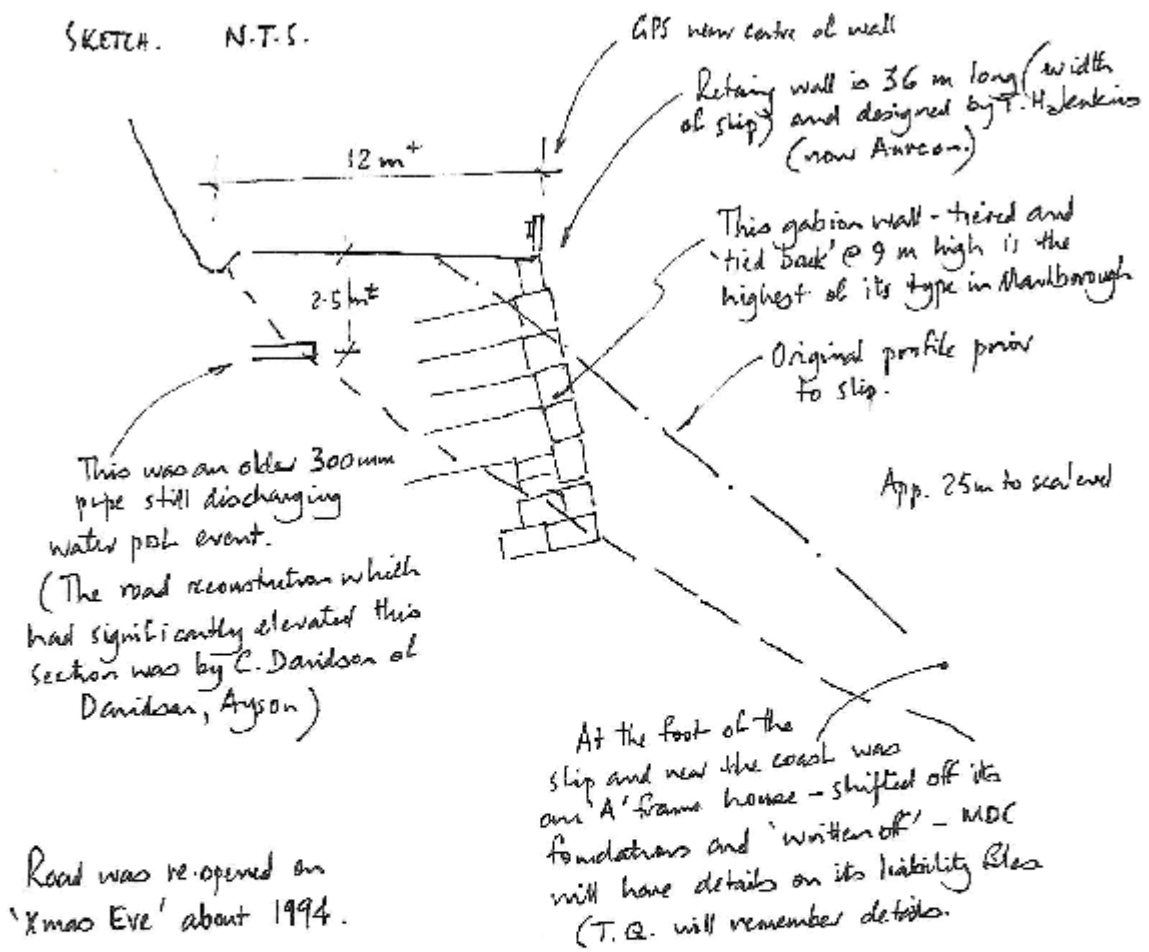 SKETCH. N.T.S.
GPS near centre of wall
Retaing wall is 36 m long (width
of slip) and designed by T. H. Jenkins
(now Aurecon.)
12 m+
This gabion wall - tiered and
'tied back' @ 9 m high is the
highest of its type in Marlborough
2.5 m±
Original profile prior
to slip.
This was an older 300mm
pipe still discharging
water post event.
(The road reconstruction which
had significantly elevated this
section was by C. Davidson of
Davidson, Ayson)
App. 25m to sealevel
At the foot of the
slip and near the coast was
an 'A' frame house - shifted off its
foundations and 'written off' - MDC
will have details on its liability files
(T.Q. will remember details.
Road was re.opened on
'Xmas Eve' about 1994.